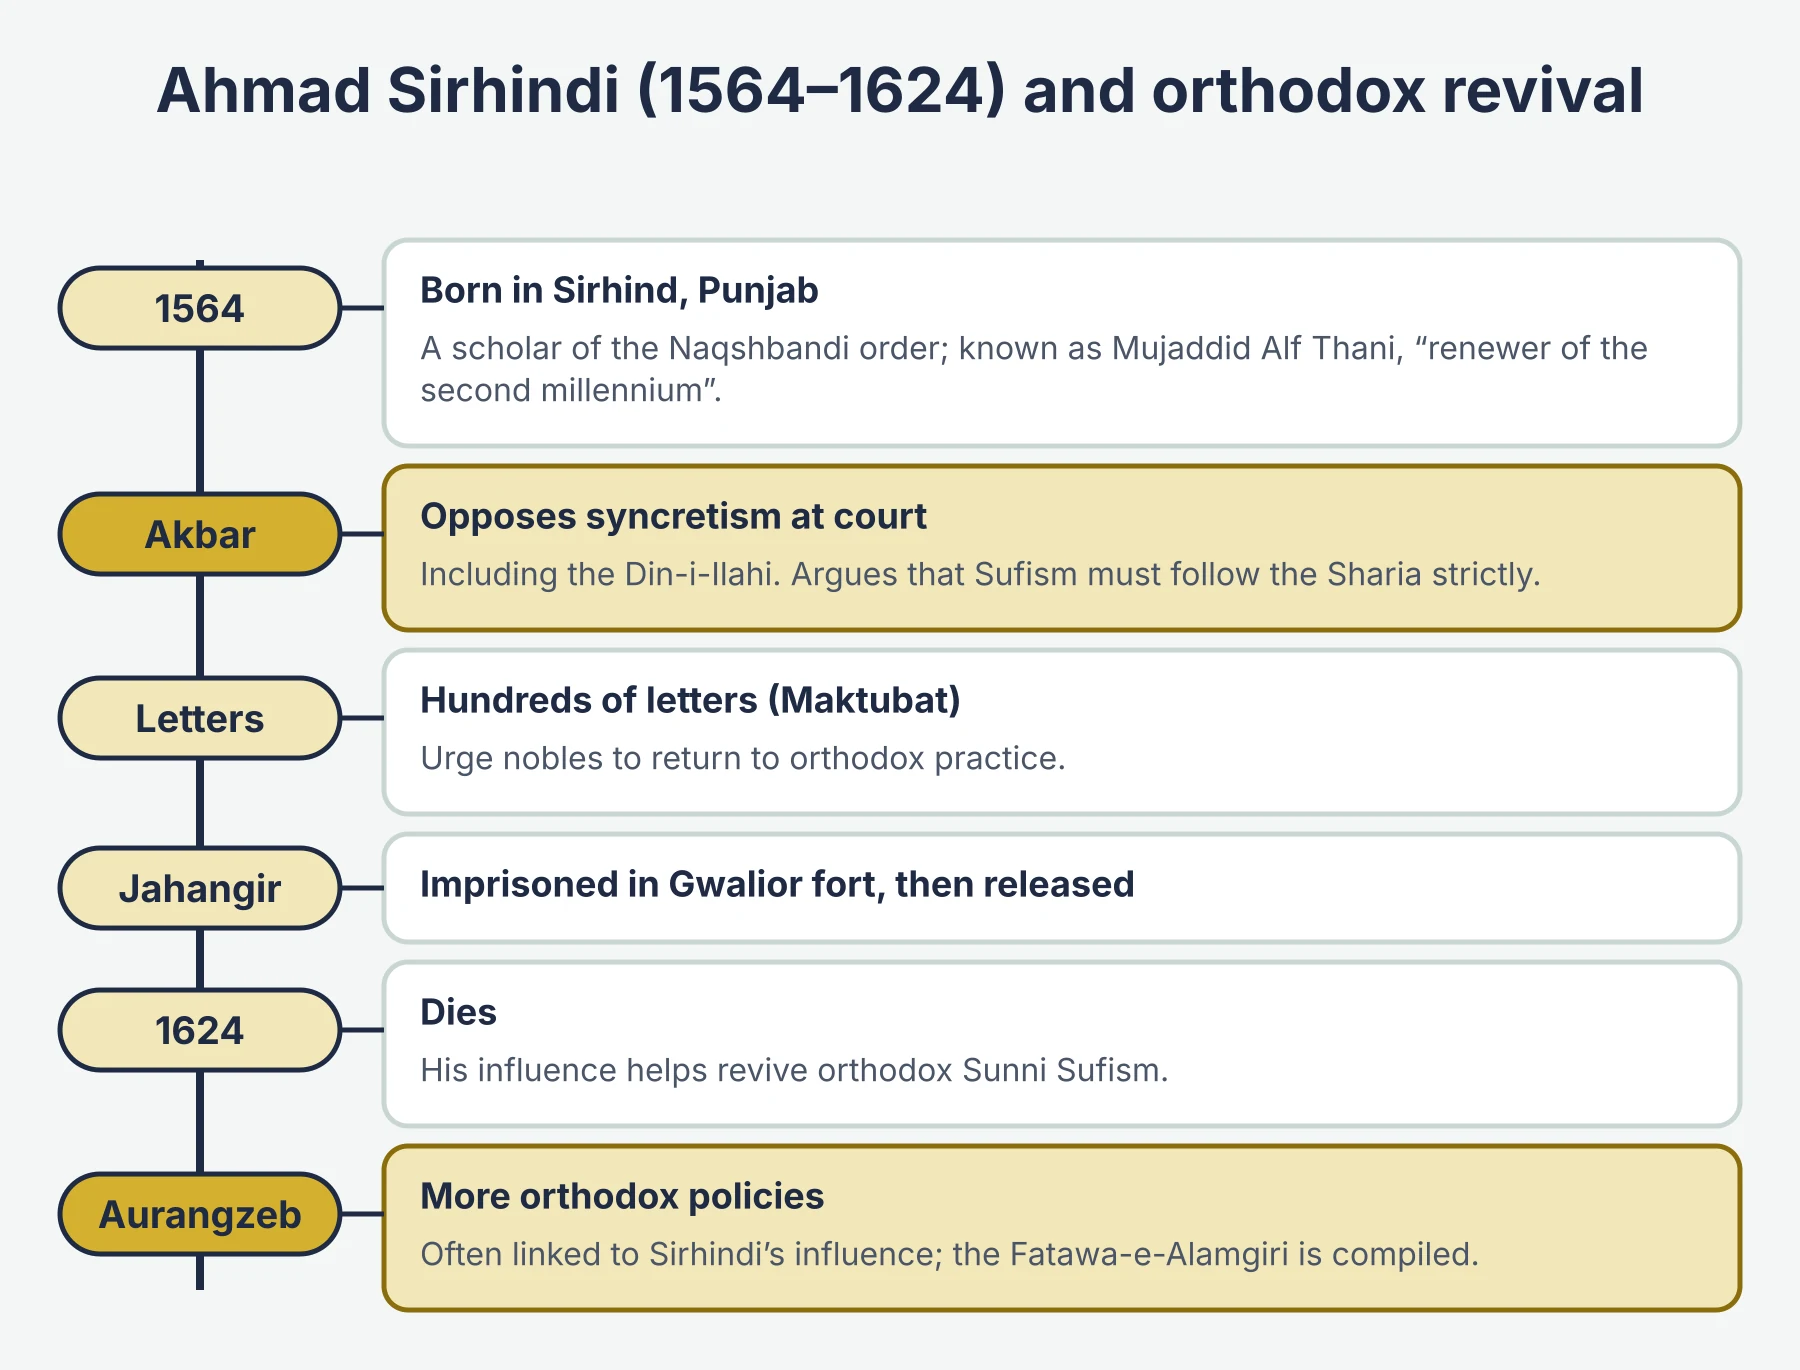 Ahmad Sirhindi (1564–1624) and orthodox revival
1564
Born in Sirhind, Punjab
A scholar of the Naqshbandi order; known as Mujaddid Alf Thani, “renewer of the
second millennium”.
Akbar
Opposes syncretism at court
Including the Din-i-Ilahi. Argues that Sufism must follow the Sharia strictly.
Letters
Hundreds of letters (Maktubat)
Urge nobles to return to orthodox practice.
Jahangir
Imprisoned in Gwalior fort, then released
1624
Dies
His influence helps revive orthodox Sunni Sufism.
Aurangzeb
More orthodox policies
Often linked to Sirhindi’s influence; the Fatawa-e-Alamgiri is compiled.